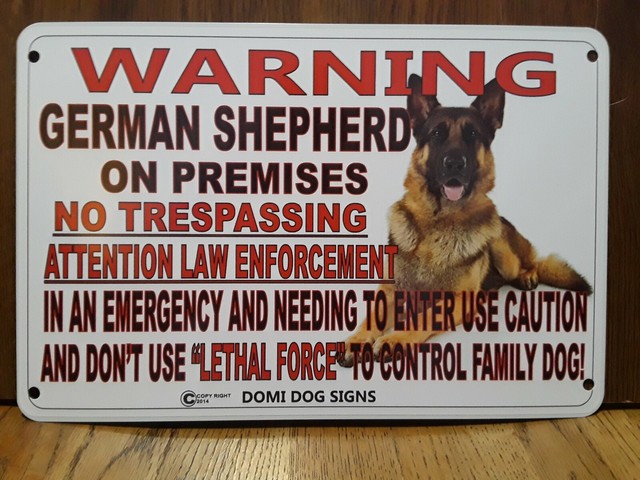 WARNING
GERMAN SHEPHERD
ON PREMISES
NO TRESPASSING
ATTENTION LAW ENFORCEMENT
IN AN EMERGENCY AND NEEDING TO ENTER USE CAUTION
AND DON'T USE "LETHAL FORCE" TO CONTROL FAMILY DOG!
© COPY RIGHT 2014 DOMI DOG SIGNS